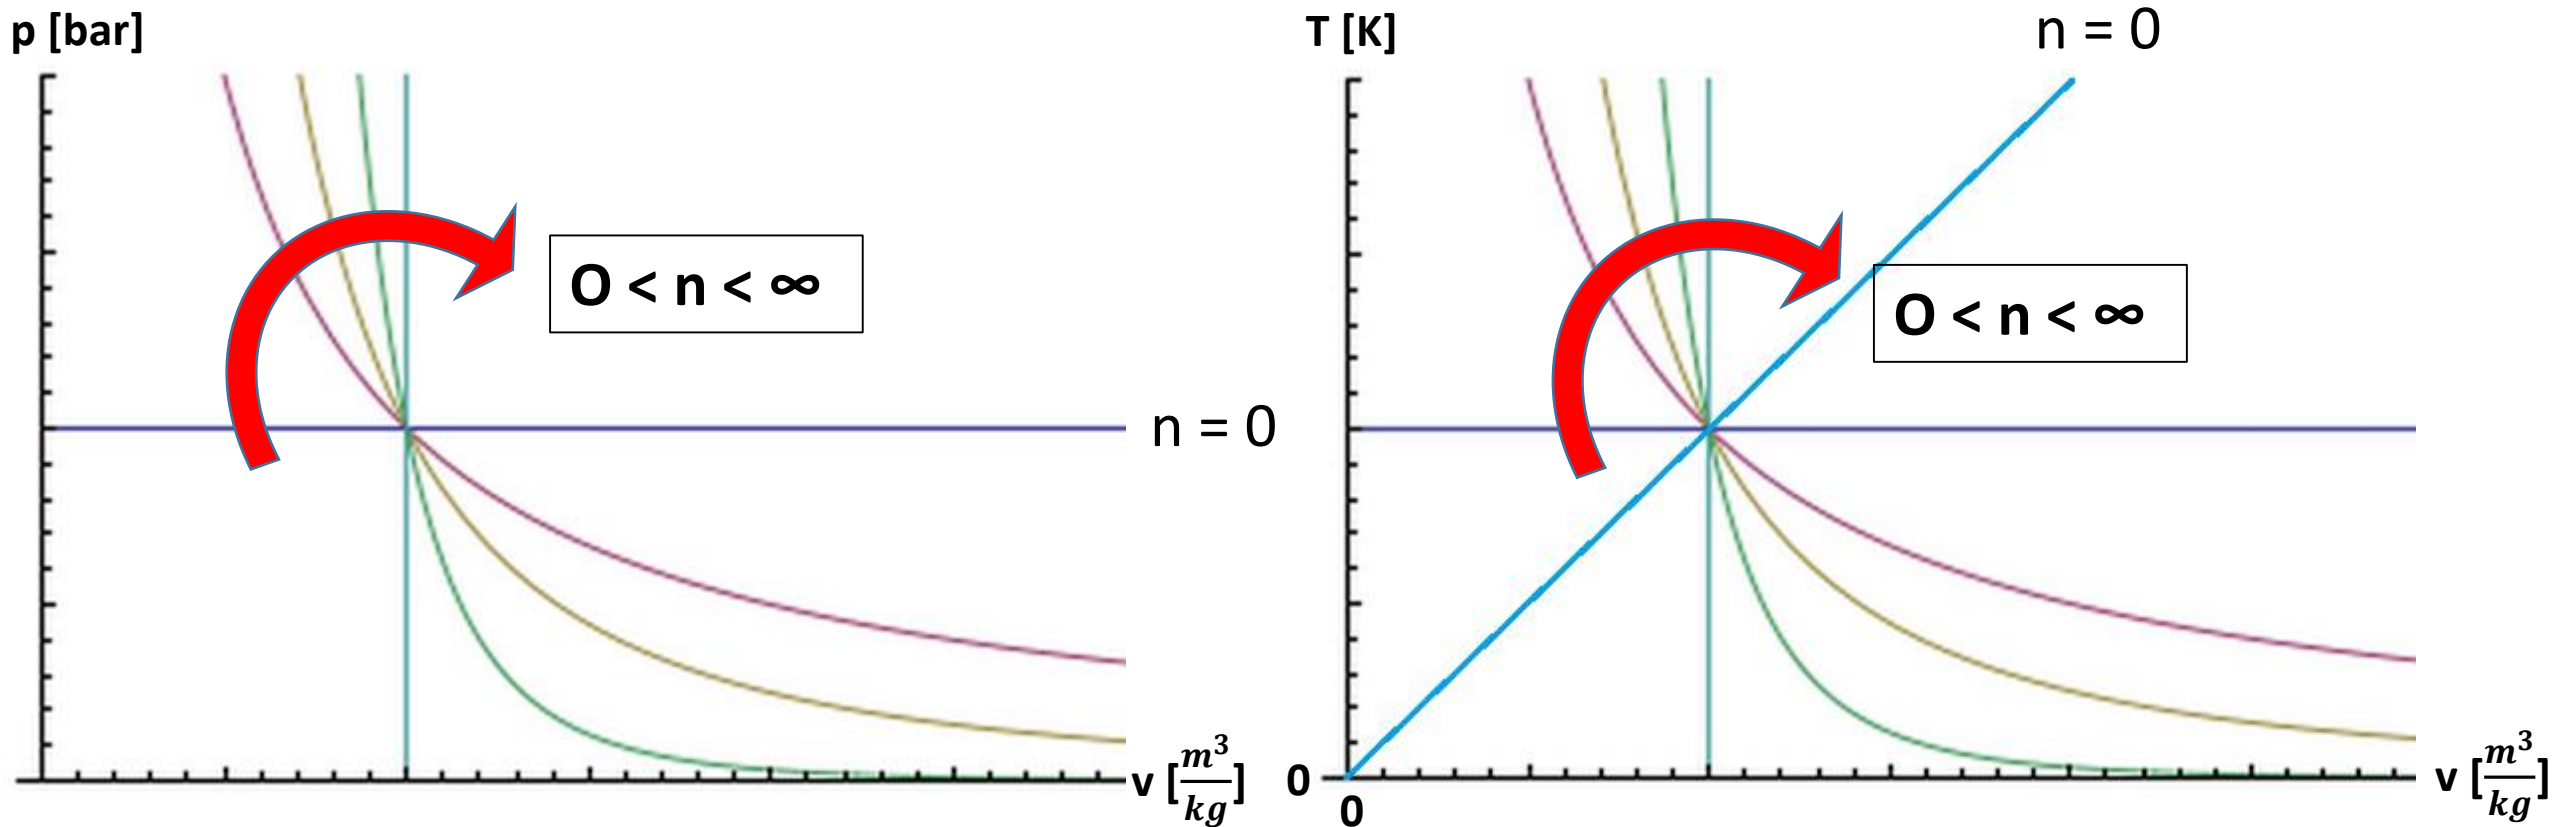 p [bar]
O < n < ∞
n = 0
v [m³/kg]
T [K]
n = 0
O < n < ∞
0
0
v [m³/kg]